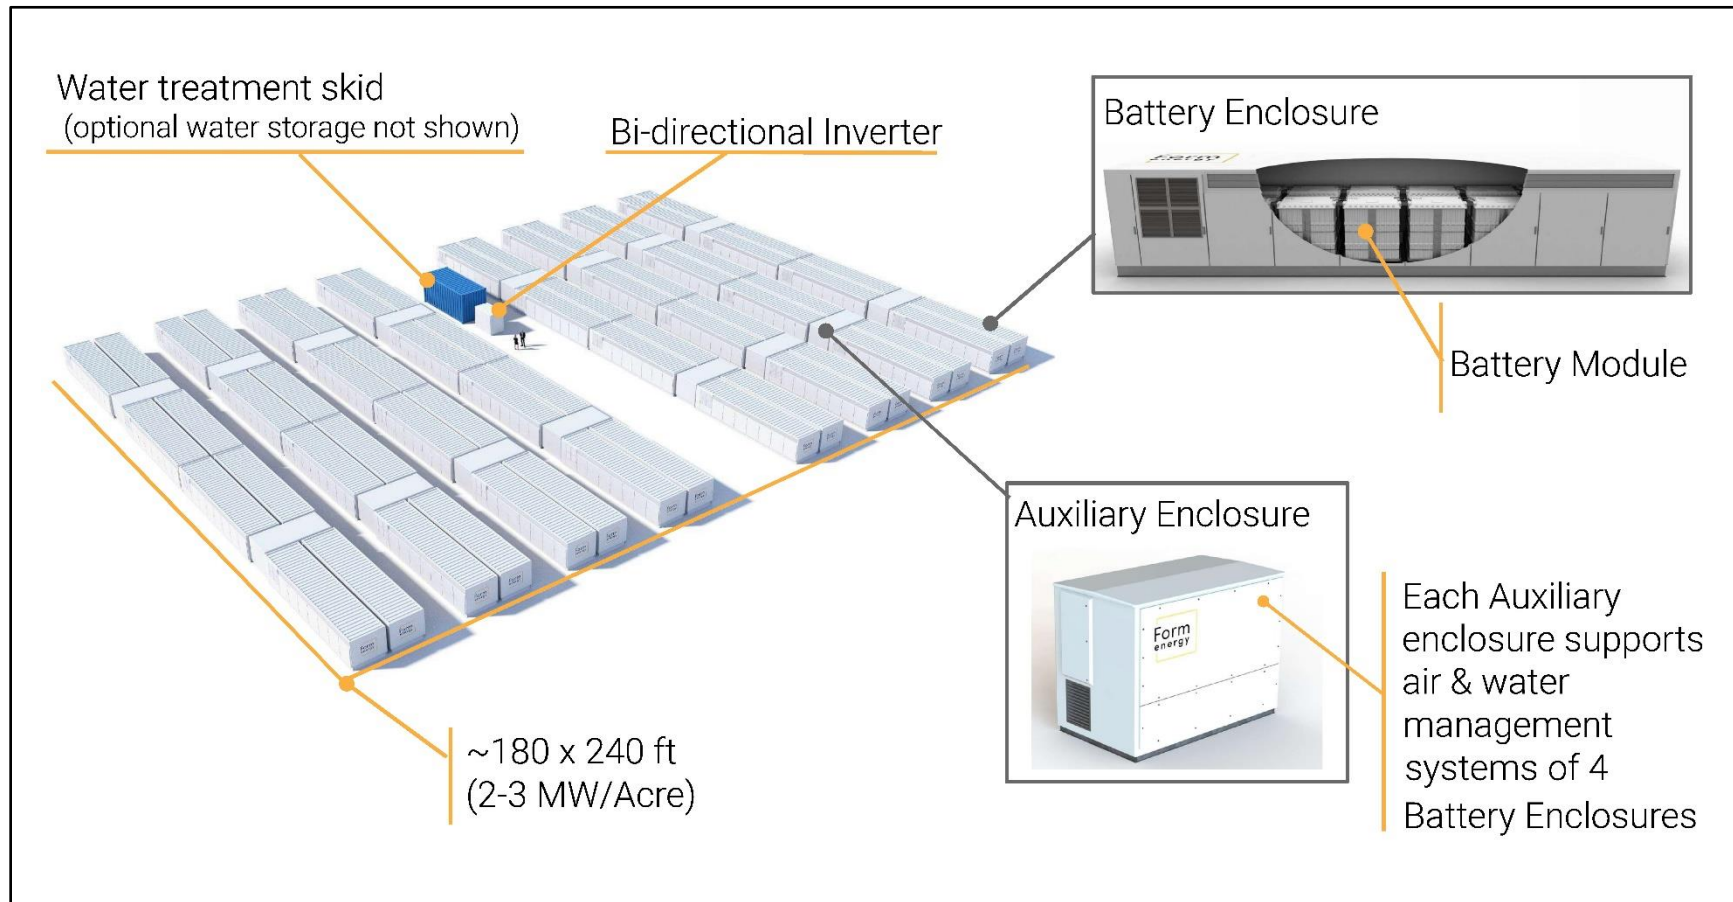 Water treatment skid
(optional water storage not shown)
Bi-directional Inverter
Battery Enclosure
Form
energy
Battery Module
Auxiliary Enclosure
Form
energy
Each Auxiliary
enclosure supports
air & water
management
systems of 4
Battery Enclosures
~180 x 240 ft
(2-3 MW/Acre)